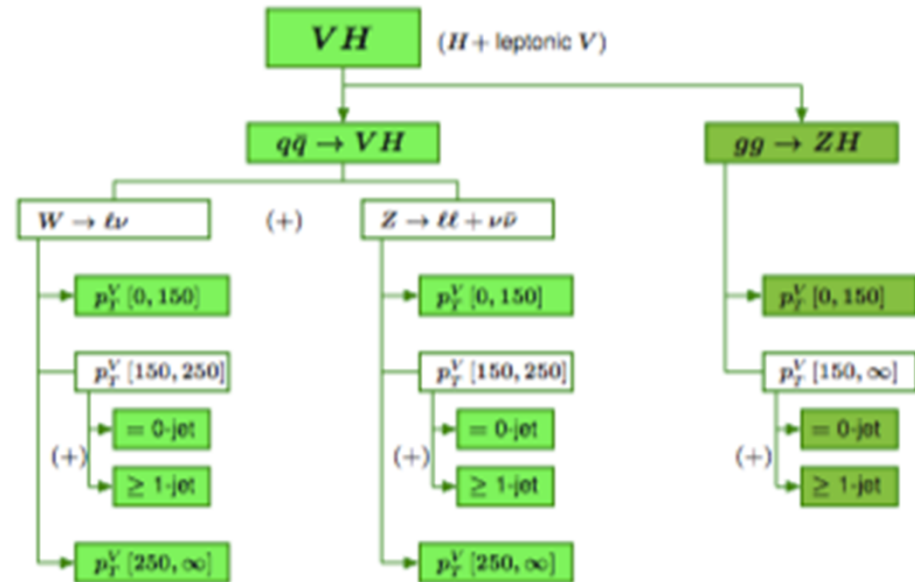 VH (H + leptonic V)
qq̄ → VH
gg → ZH
W → ℓν (+) Z → ℓℓ + νν̄
p_T^V [0, 150] p_T^V [0, 150] p_T^V [0, 150]
p_T^V [150, 250] p_T^V [150, 250] p_T^V [150, ∞]
= 0-jet = 0-jet = 0-jet
(+) (+) (+)
≥ 1-jet ≥ 1-jet ≥ 1-jet
p_T^V [250, ∞] p_T^V [250, ∞]